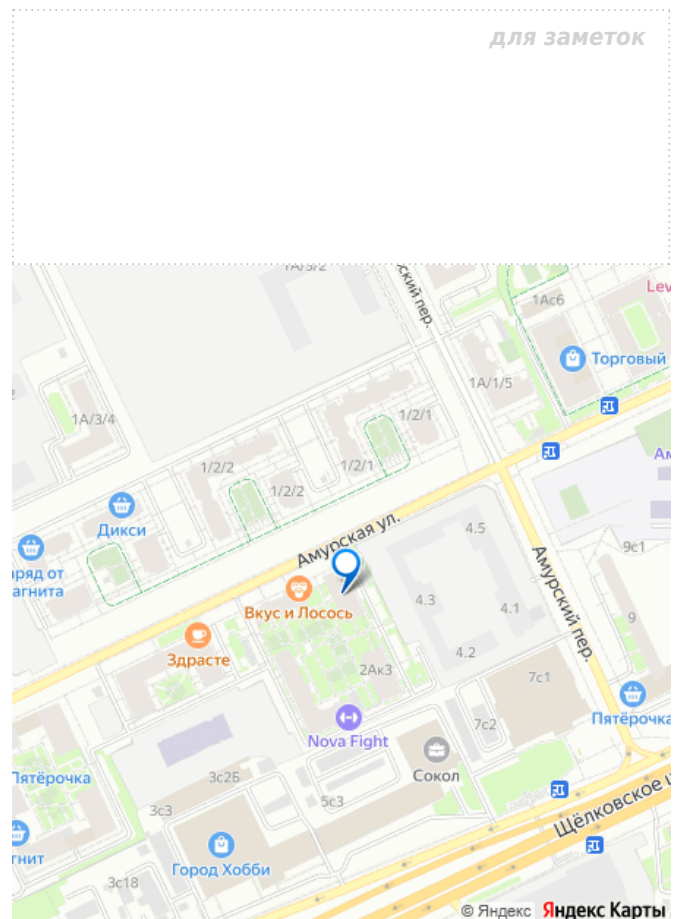 для заметок
1А/3/2
ский пер.
1Ас6
Lev
Торговый
1А/1/5
1А/3/4
1/2/1
1/2/2
1/2/1
1/2/2
Дикси
Амурская ул.
4.5
Амурский пер.
9с1
ряд от
агнита
Вкус и Лосось
4.3
4.1
9
Здрасте
4.2
2Ак3
7с1
7с2
Пятёрочка
Nova Fight
Сокол
Пятёрочка
3с2Б
5с3
3с3
Щёлковское
гнит
Город Хобби
3с18
© Яндекс Яндекс Карты